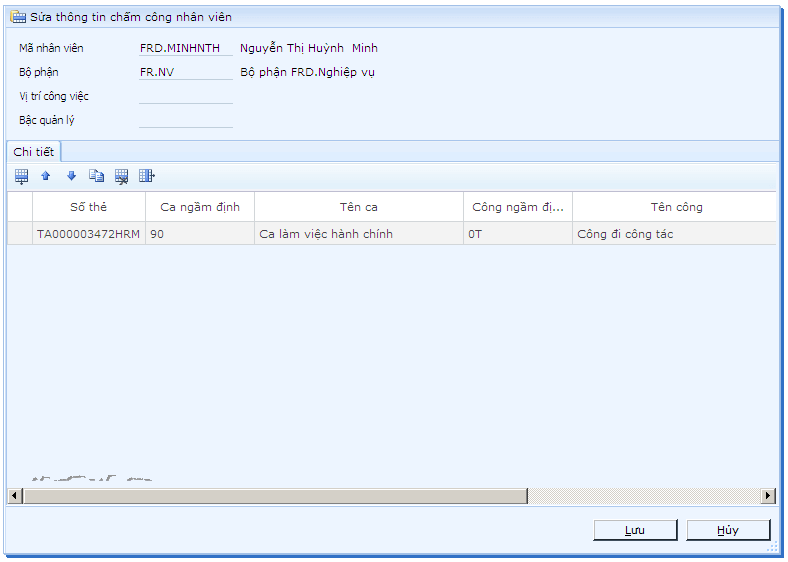 Sửa thông tin chấm công nhân viên
Mã nhân viên FRD.MINHNTH Nguyễn Thị Huỳnh Minh
Bộ phận FR.NV Bộ phận FRD.Nghiệp vụ
Vị trí công việc
Bậc quản lý
Chi tiết
Số thẻ Ca ngầm định Tên ca Công ngầm đị... Tên công
TA000003472HRM 90 Ca làm việc hành chính 0T Công đi công tác
Lưu Hủy